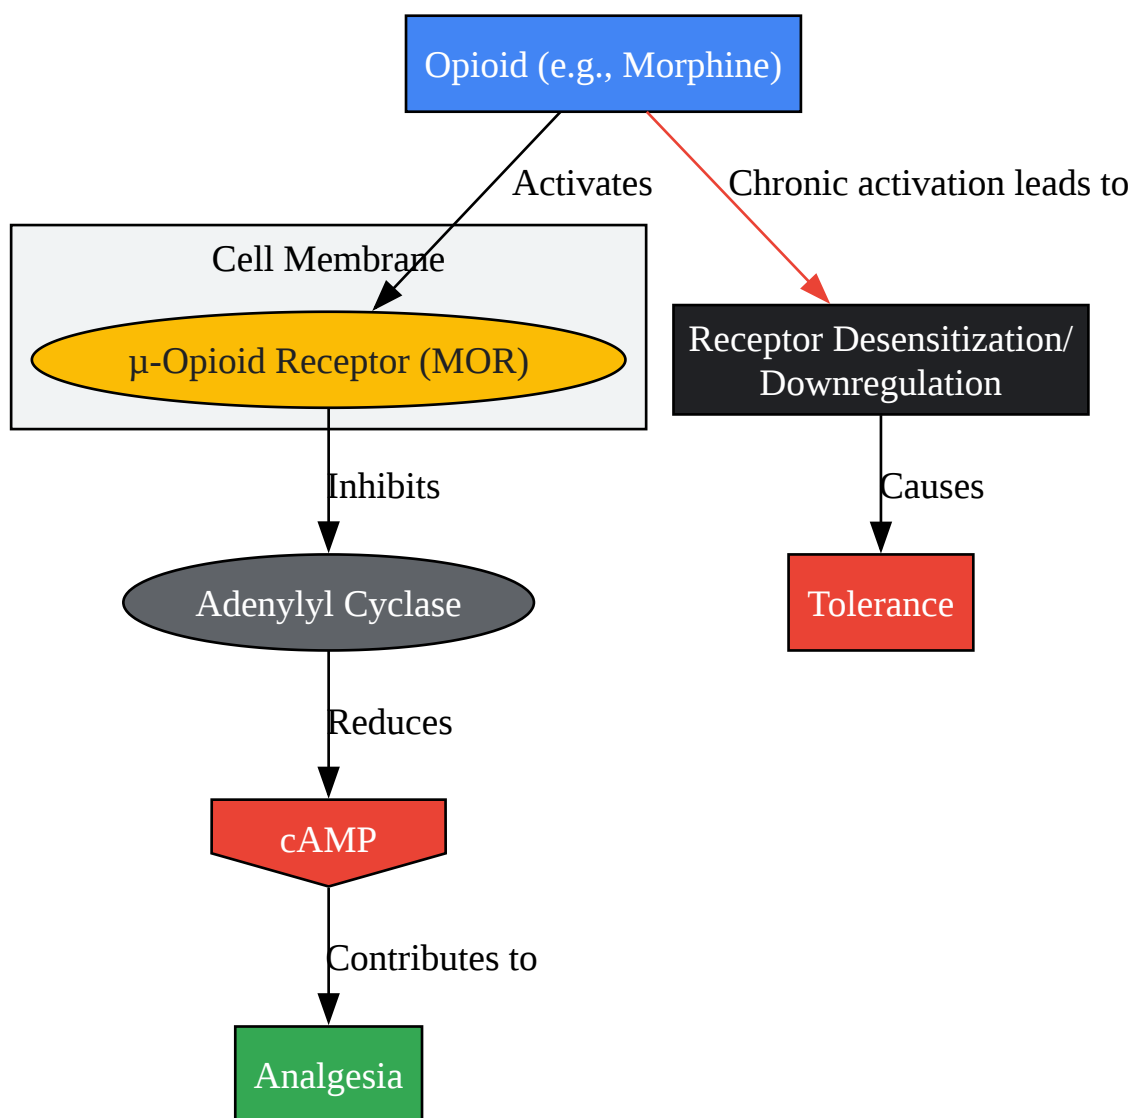 Opioid (e.g., Morphine)
Activates
Chronic activation leads to
Cell Membrane
µ-Opioid Receptor (MOR)
Receptor Desensitization/
Downregulation
Inhibits
Causes
Adenylyl Cyclase
Tolerance
Reduces
cAMP
Contributes to
Analgesia